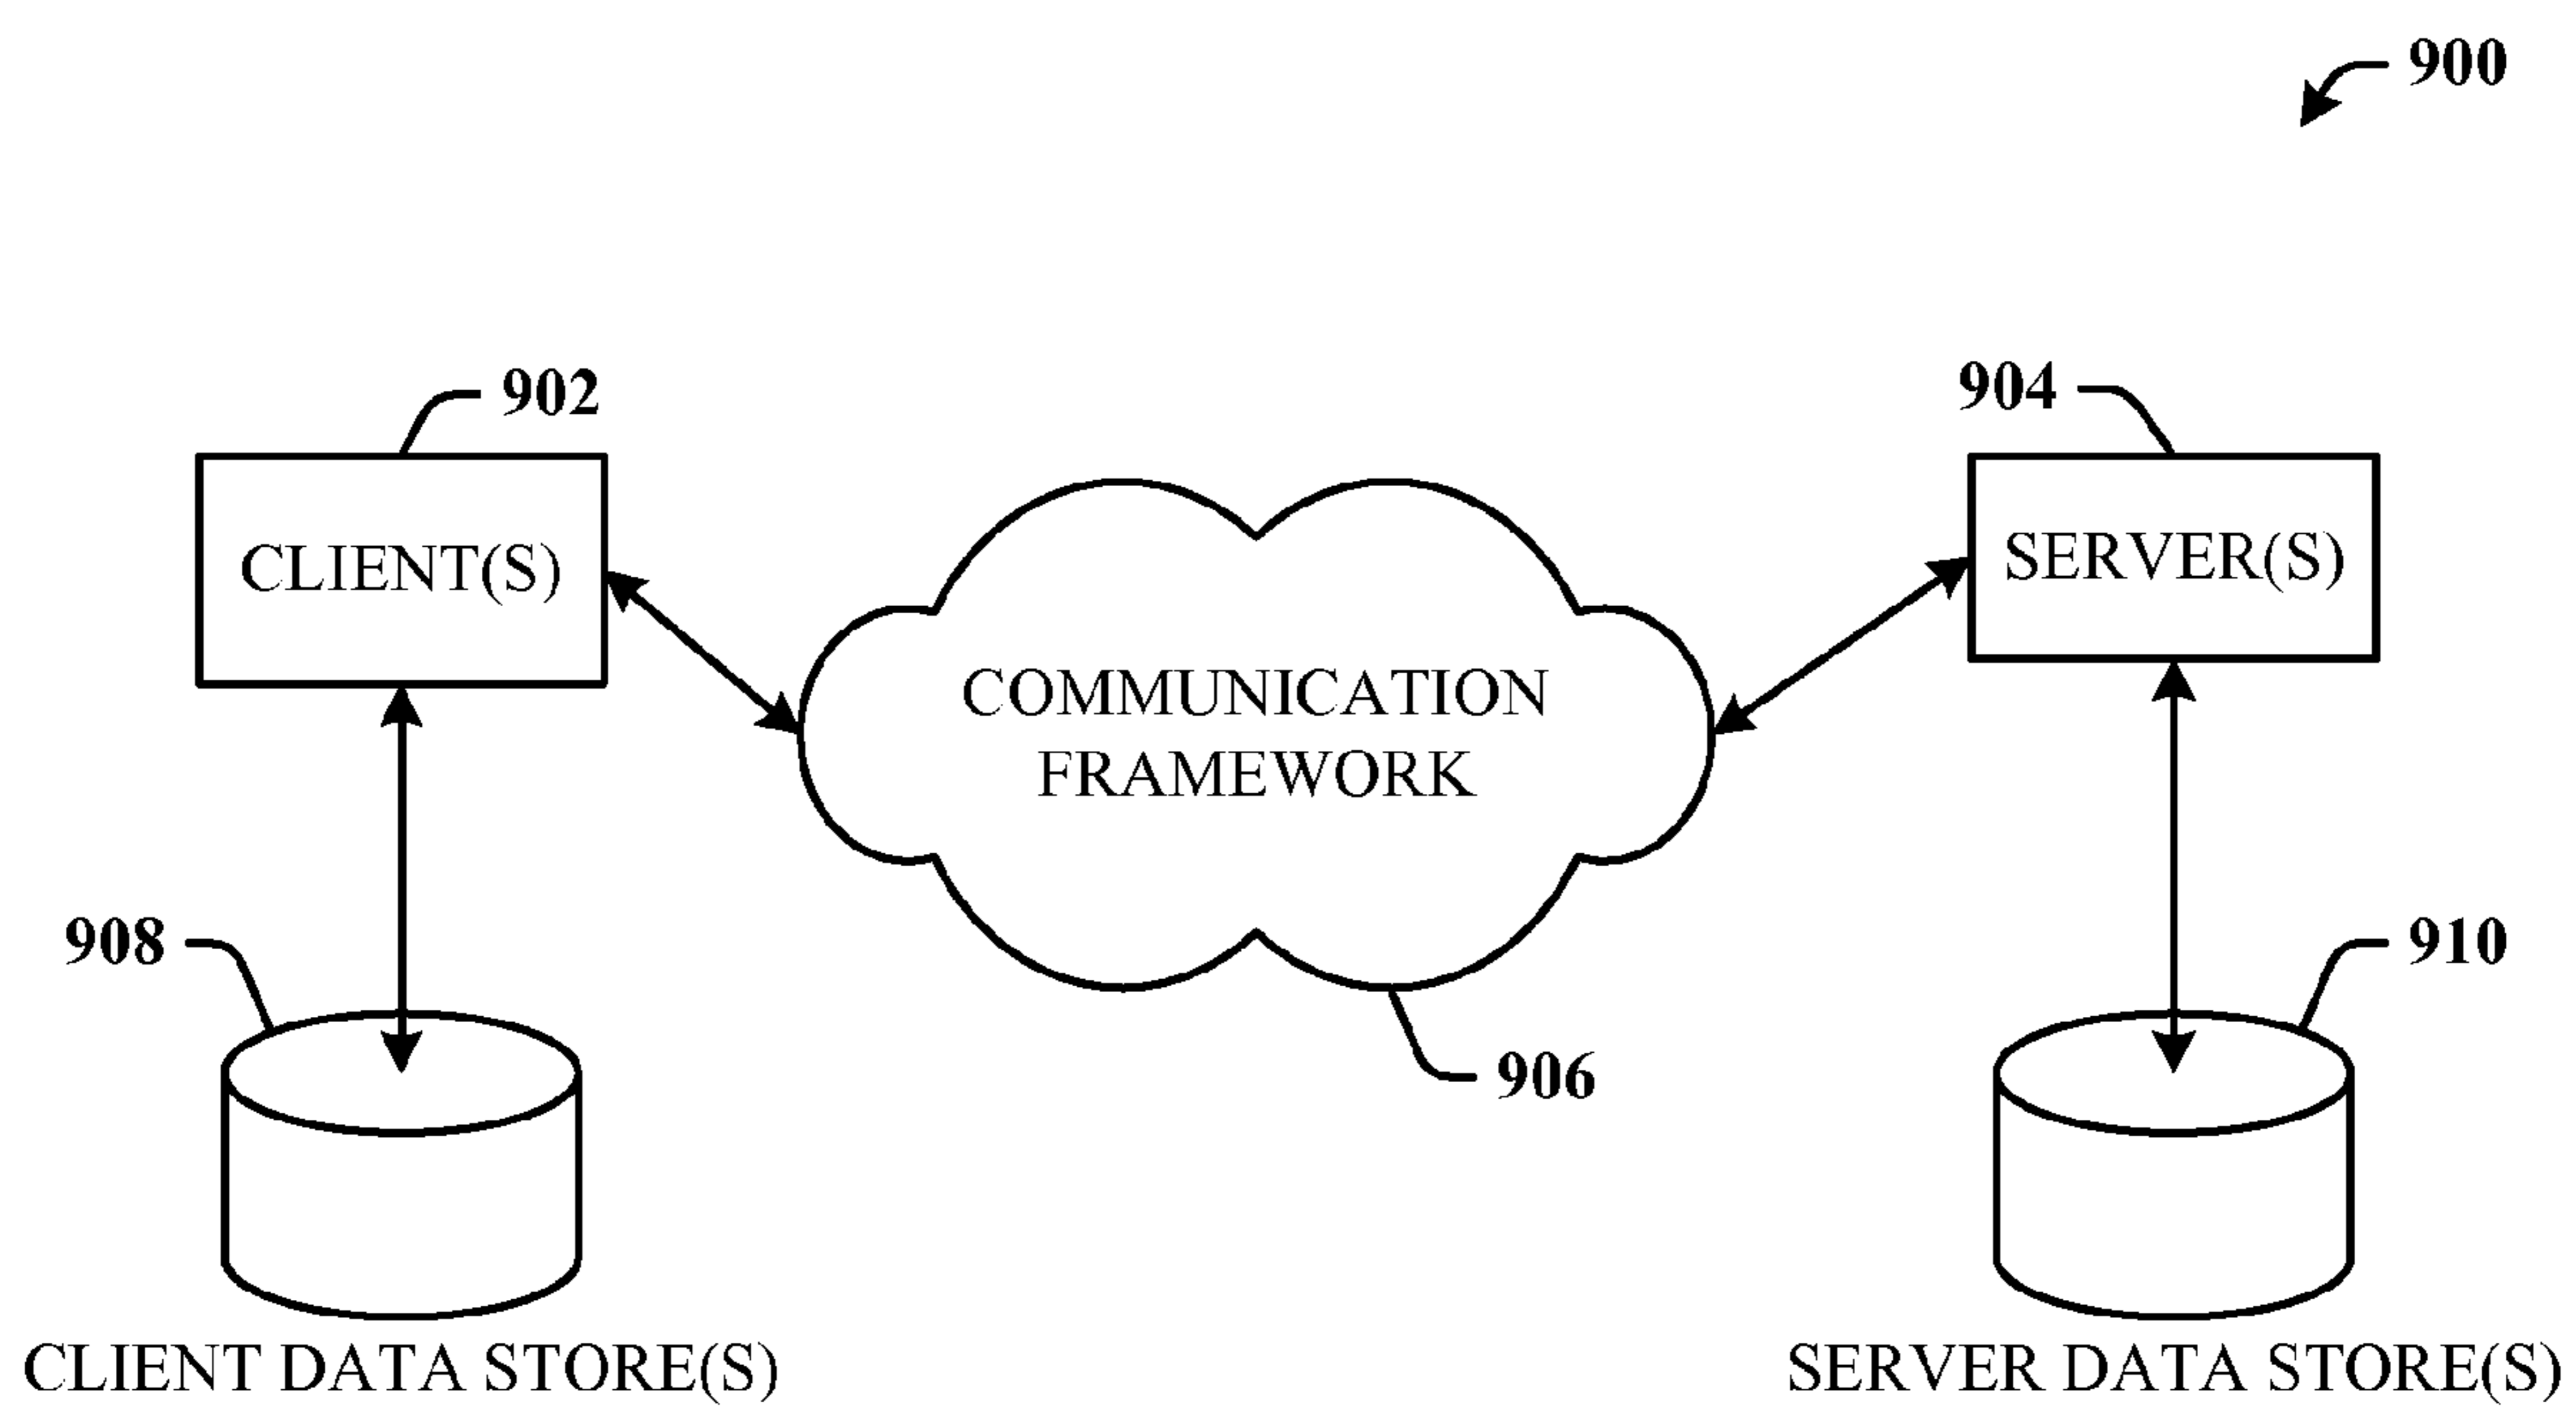 900
902
904
CLIENT(S)
SERVER(S)
COMMUNICATION
FRAMEWORK
908
910
906
CLIENT DATA STORE(S)
SERVER DATA STORE(S)